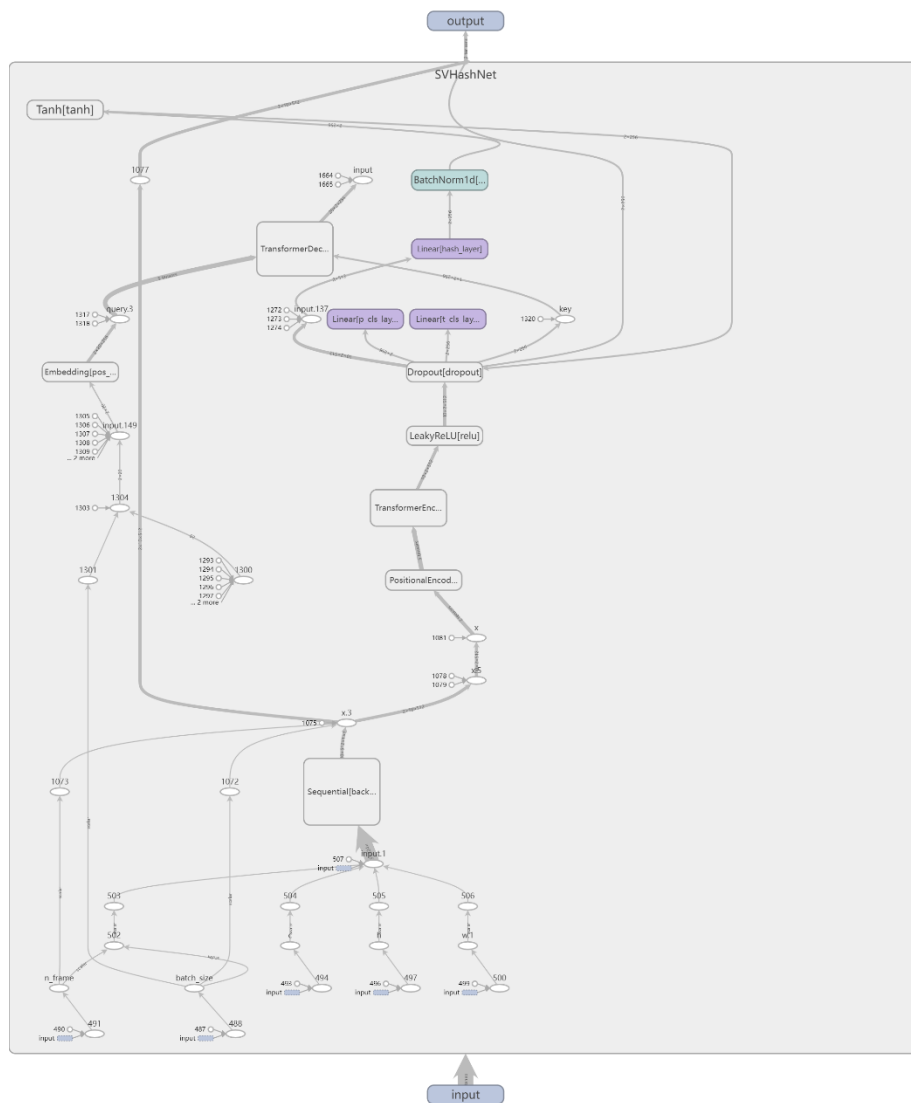 output
SVHashNet
Tanh[tanh]
1077
1664
1665
input
BatchNorm1d[...
TransformerDec...
Linear[hash_layer]
query.3
1317
1318
1272
1273
1274
input.137
Linear[p_cls_lay...
Linear[t_cls_lay...
1320
key
Embedding[pos_...
Dropout[dropout]
1305
1306
1307
1308
1309
... 2 more
input.149
LeakyReLU[relu]
1303
1304
TransformerEnc...
1301
1293
1294
1295
1296
1297
... 2 more
1300
PositionalEncod...
1081
x
1078
1079
x.5
1075
x.3
1073
1072
Sequential[back...
507
input
input.1
503
504
505
506
502
n
w.1
n_frame
batch_size
493
input
494
496
input
497
499
input
500
490
input
491
487
input
488
input